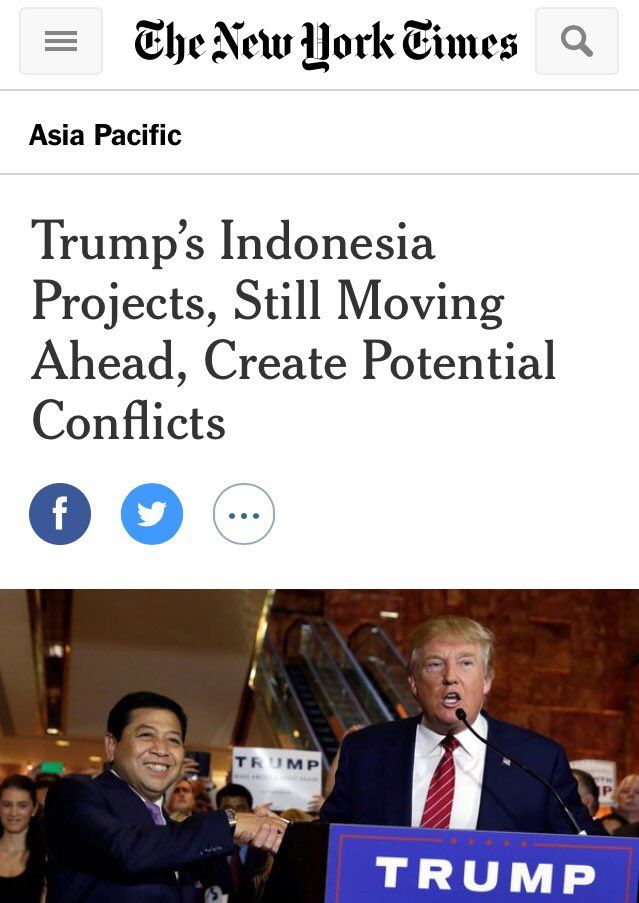 The New York Times
Asia Pacific
Trump's Indonesia
Projects, Still Moving
Ahead, Create Potential
Conflicts
TRUMP
TRUMP